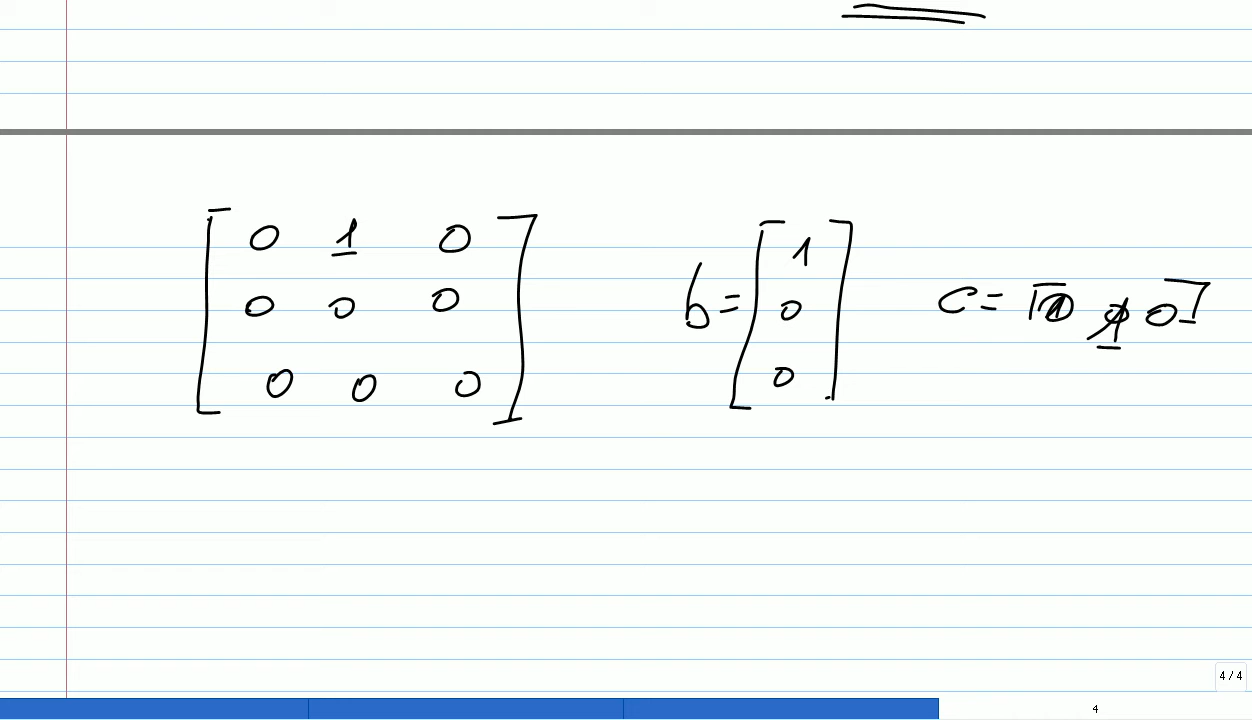 0 1 0
0 0 0
0 0 0
b = [1
0
0]
c = [0 1 0]
4 / 4
4